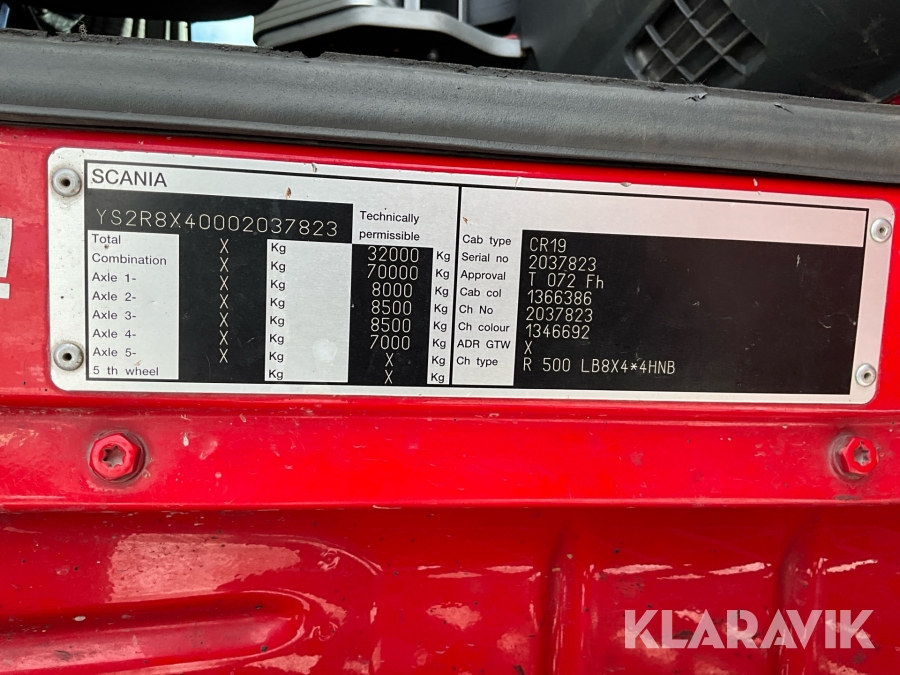 SCANIA
YS2R8X40002037823
Technically
permissible
Total X Kg 32000 Kg
Combination X Kg 70000 Kg
Axle 1- X Kg 8000 Kg
Axle 2- X Kg 8500 Kg
Axle 3- X Kg 8500 Kg
Axle 4- X Kg 7000 Kg
Axle 5- X Kg X Kg
5 th wheel Kg X Kg
Cab type CR19
Serial no 2037823
Approval T 072 Fh
Cab col 1366386
Ch No 2037823
Ch colour 1346692
ADR GTW X
Ch type R 500 LB8X4*4HNB
!
KLARAVIK